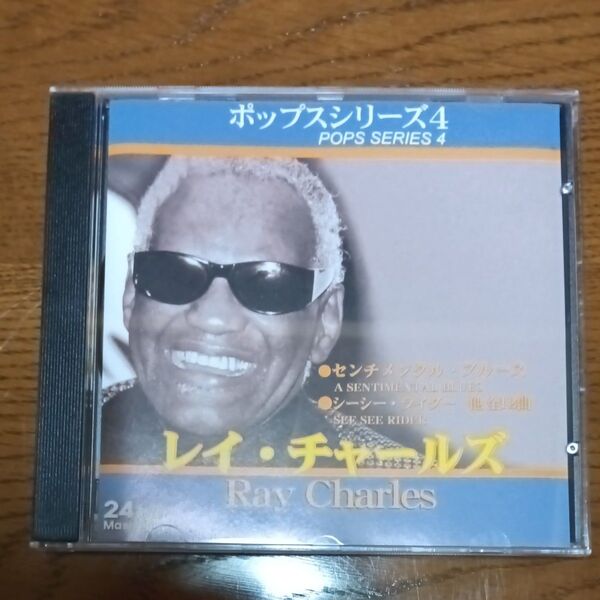 ポップスシリーズ4
POPS SERIES 4
●センチメンタル・ブルース
A SENTIMENTAL BLUES
●シーシー・ライダー 他全12曲
SEE SEE RIDER
レイ・チャールズ
Ray Charles
24